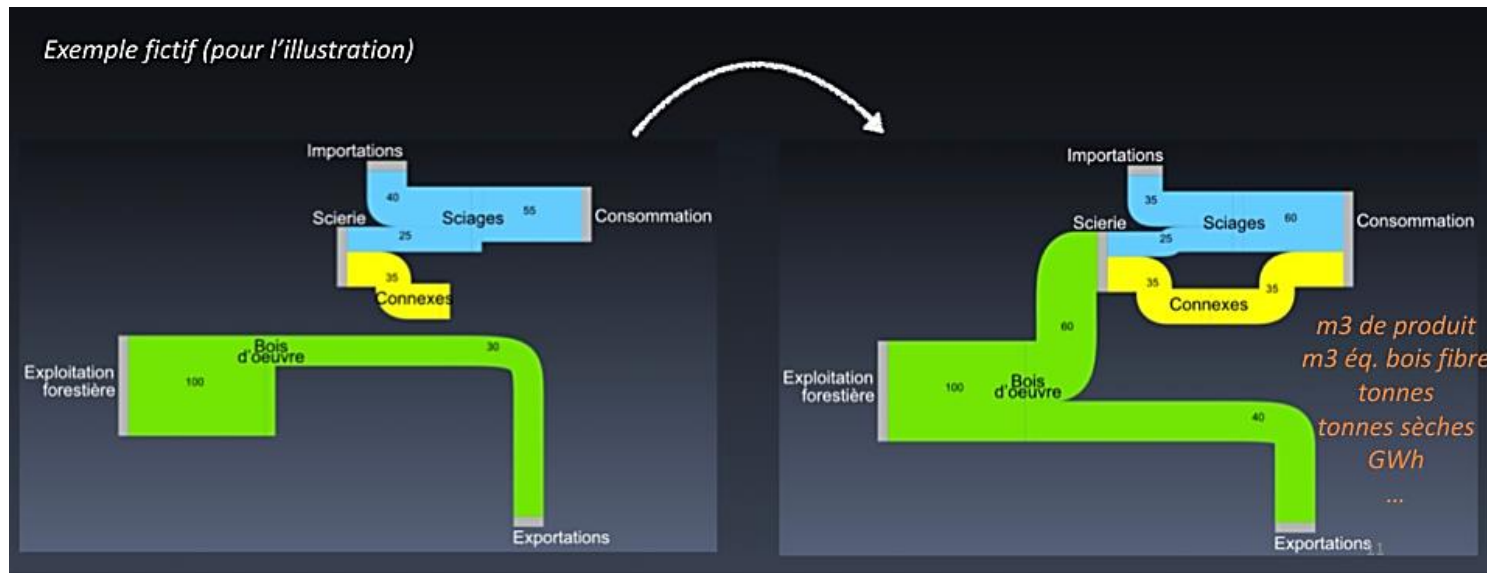 Exemple fictif (pour l'illustration)
Importations
40
Scierie
Sciages
55
Consommation
25
35
Connexes
Bois
d'oeuvre
30
Exploitation
forestière
100
Exportations
Importations
35
Scierie
Sciages
60
Consommation
25
35
35
Connexes
60
Exploitation
forestière
100
Bois
d'oeuvre
40
Exportations
m3 de produit
m3 éq. bois fibre
tonnes
tonnes sèches
GWh
...
11